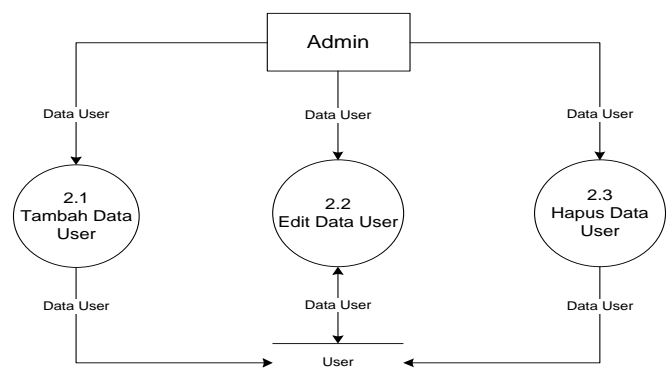 Admin
Data User
Data User
Data User
2.1
Tambah Data
User
2.2
Edit Data User
2.3
Hapus Data
User
Data User
Data User
Data User
User